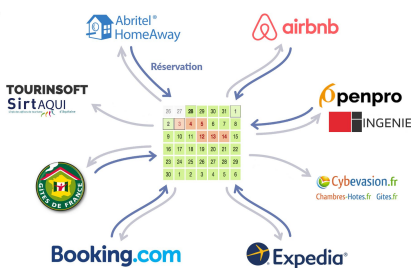 Abritel
HomeAway
airbnb
Réservation
TOURINSOFT
SirtAQUI
openpro
INGENIE
26 27 28 29 30 31 1
2 3 4 5 6 7 8
9 10 11 12 13 14 15
16 17 18 19 20 21 22
23 24 25 26 27 28 29
30 1 2 3 4 5 6
GITES DE FRANCE
Cybevasion.fr
Chambres-Hotes.fr Gites.fr
Booking.com
Expedia